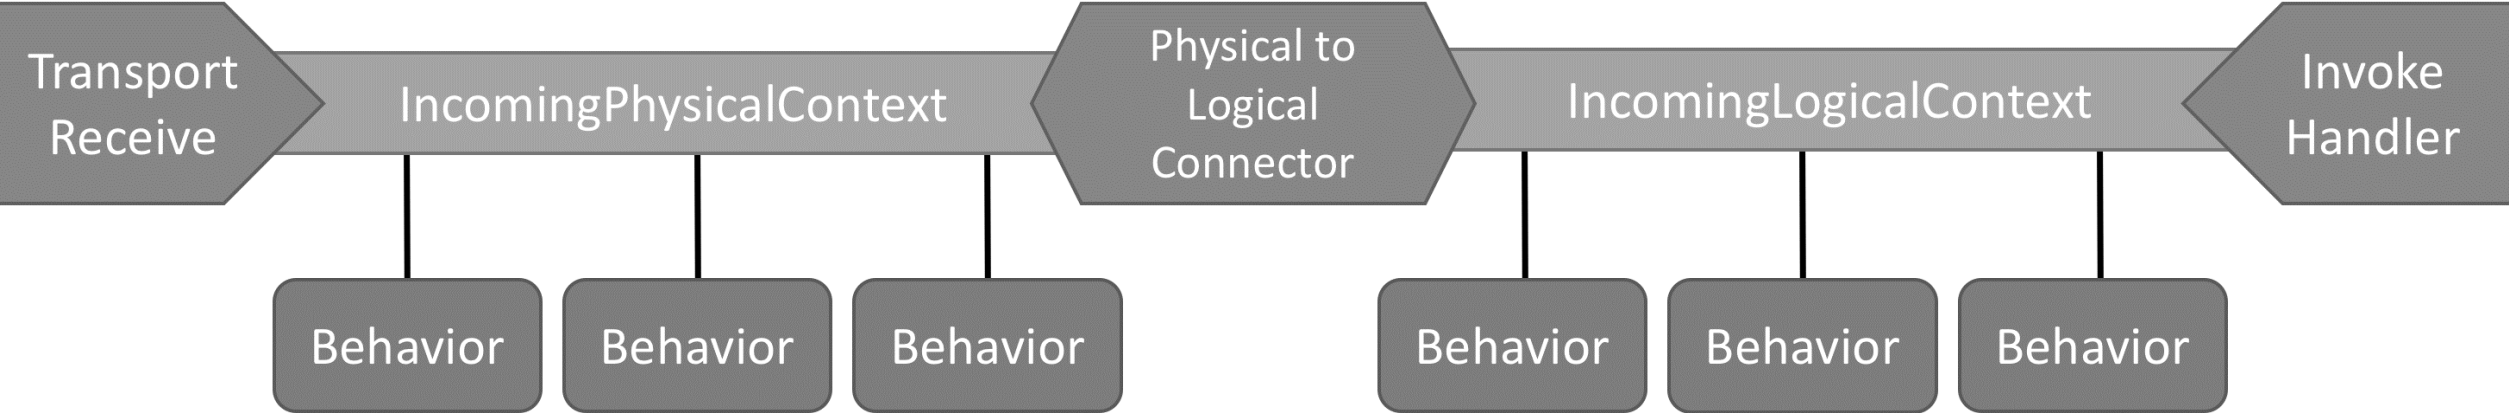 Transport
Receive
IncomingPhysicalContext
Physical to
Logical
Connector
IncomingLogicalContext
Invoke
Handler
Behavior
Behavior
Behavior
Behavior
Behavior
Behavior